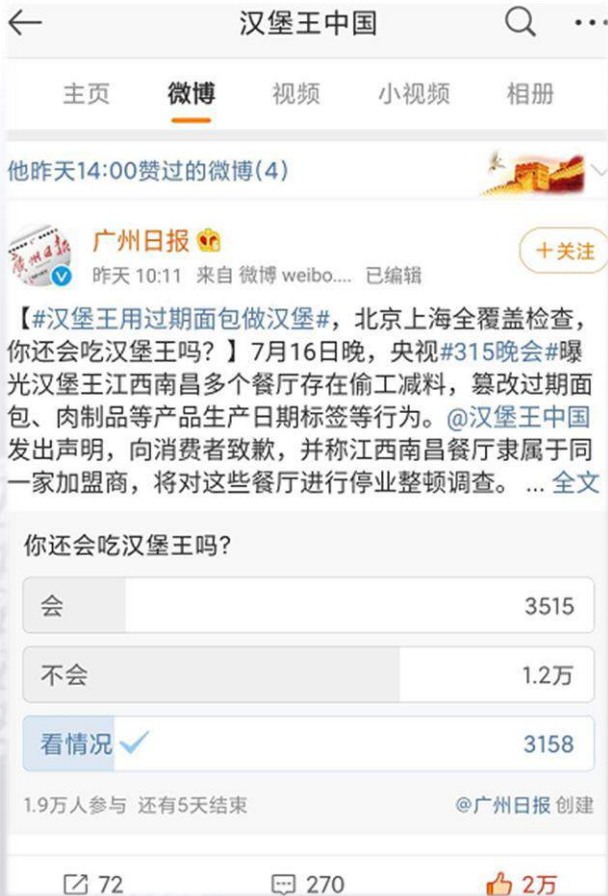 汉堡王中国
主页 微博 视频 小视频 相册
他昨天14:00赞过的微博(4)
广州日报
广州日报
+关注
昨天 10:11 来自 微博 weibo.... 已编辑
【#汉堡王用过期面包做汉堡#，北京上海全覆盖检查，
你还会吃汉堡王吗？】7月16日晚，央视#315晚会#曝
光汉堡王江西南昌多个餐厅存在偷工减料，篡改过期面
包、肉制品等产品生产日期标签等行为。@汉堡王中国
发出声明，向消费者致歉，并称江西南昌餐厅隶属于同
一家加盟商，将对这些餐厅进行停业整顿调查。 ... 全文
你还会吃汉堡王吗?
会 3515
不会 1.2万
看情况 3158
1.9万人参与 还有5天结束 @广州日报 创建
72 270 2万